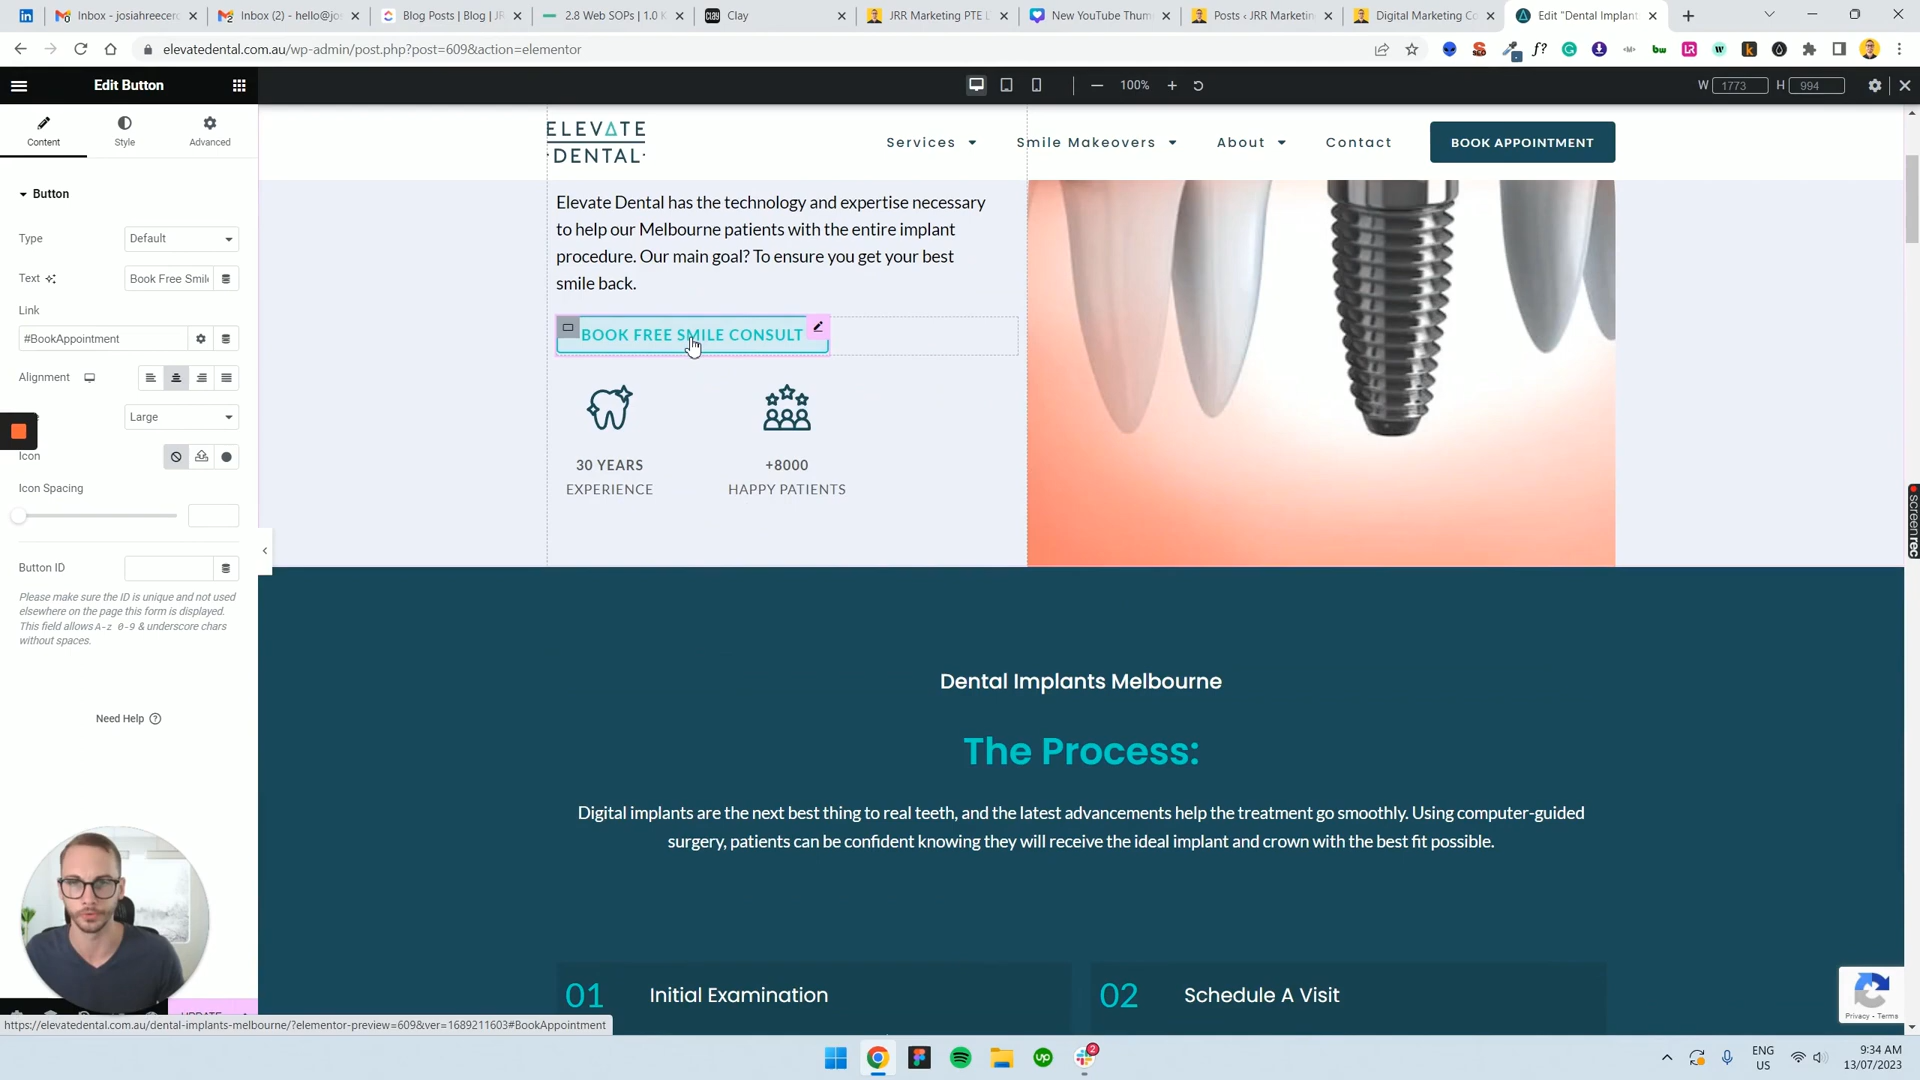 Inbox - josiahreecerc
Inbox (2) - hello@jos
Blog Posts | Blog | JR
2.8 Web SOPs | 1.0 K
Clay
JRR Marketing PTE L
New YouTube Thum
Posts ‹ JRR Marketin
Digital Marketing Co
Edit "Dental Implant
elevatedental.com.au/wp-admin/post.php?post=609&action=elementor
Edit Button
100%
W 1773 H 994
Content
Style
Advanced
ELEVATE
·DENTAL·
Services
Smile Makeovers
About
Contact
BOOK APPOINTMENT
Button
Type
Default
Text
Book Free Smile
Link
#BookAppointment
Alignment
Large
Icon
Icon Spacing
Button ID
Please make sure the ID is unique and not used
elsewhere on the page this form is displayed.
This field allows A-z 0-9 & underscore chars
without spaces.
Need Help
Elevate Dental has the technology and expertise necessary
to help our Melbourne patients with the entire implant
procedure. Our main goal? To ensure you get your best
smile back.
BOOK FREE SMILE CONSULT
30 YEARS
EXPERIENCE
+8000
HAPPY PATIENTS
Dental Implants Melbourne
The Process:
Digital implants are the next best thing to real teeth, and the latest advancements help the treatment go smoothly. Using computer-guided
surgery, patients can be confident knowing they will receive the ideal implant and crown with the best fit possible.
01 Initial Examination
02 Schedule A Visit
screenrec
Privacy - Terms
https://elevatedental.com.au/dental-implants-melbourne/?elementor-preview=609&ver=1689211603#BookAppointment
ENG
US
9:34 AM
13/07/2023